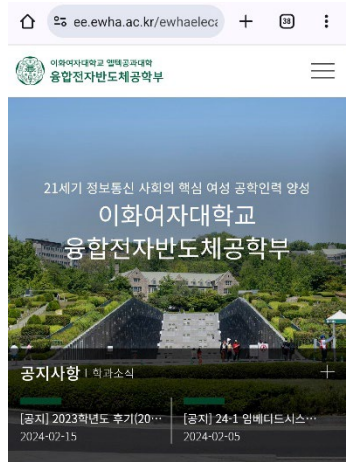 ee.ewha.ac.kr/ewhaeleca
38
이화여자대학교 엘텍공과대학
융합전자반도체공학부
21세기 정보통신 사회의 핵심 여성 공학인력 양성
이화여자대학교
융합전자반도체공학부
공지사항 | 학과소식 +
[공지] 2023학년도 후기(20…
2024-02-15
[공지] 24-1 임베디드시스…
2024-02-05